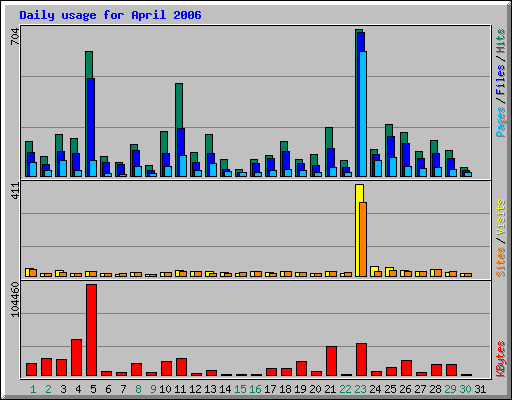 Daily usage for April 2006
704
Pages / Files / Hits
411
Sites / Visits
104460
KBytes
1 2 3 4 5 6 7 8 9 10 11 12 13 14 15 16 17 18 19 20 21 22 23 24 25 26 27 28 29 30 31